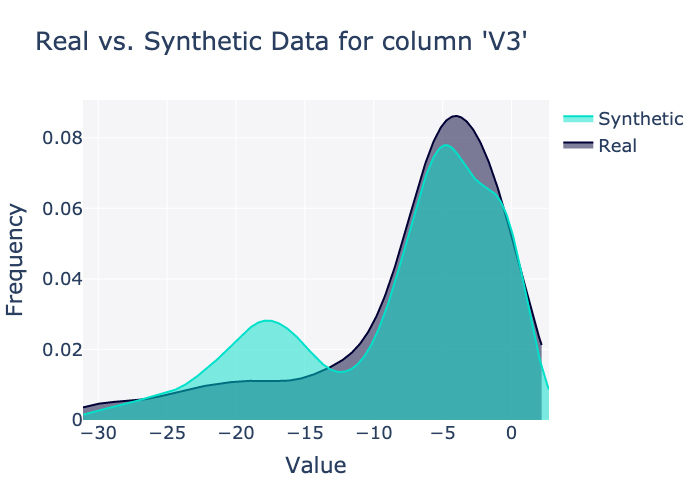 Real vs. Synthetic Data for column 'V3'
Synthetic
Real
0.08
0.06
0.04
0.02
0
Frequency
−30 −25 −20 −15 −10 −5 0
Value